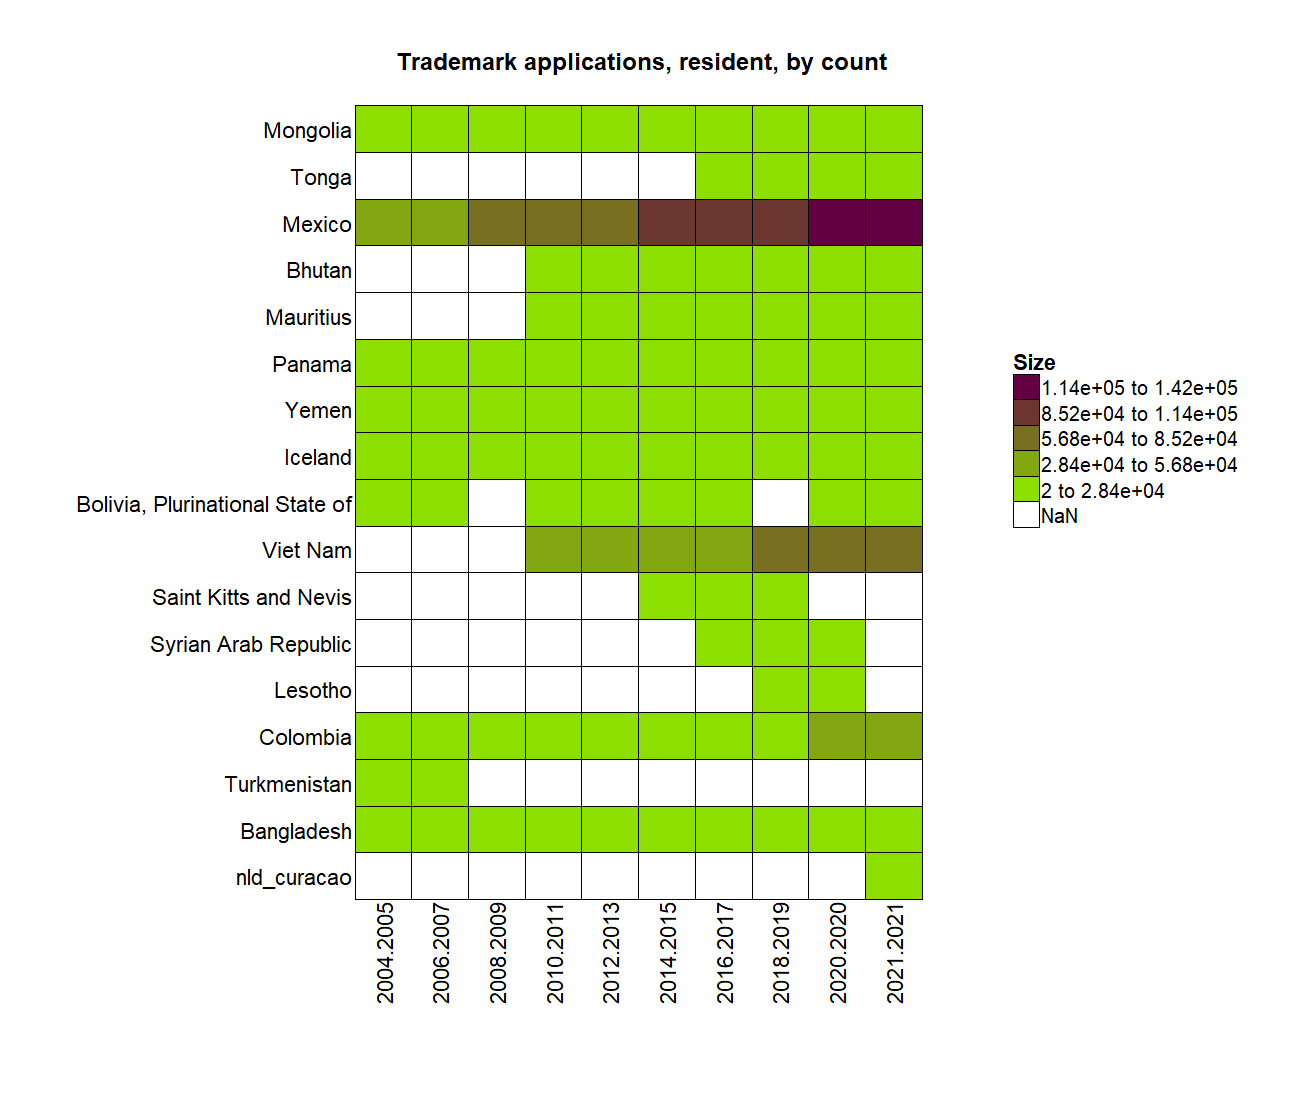 Trademark applications, resident, by count
Mongolia
Tonga
Mexico
Bhutan
Mauritius
Panama
Yemen
Iceland
Bolivia, Plurinational State of
Viet Nam
Saint Kitts and Nevis
Syrian Arab Republic
Lesotho
Colombia
Turkmenistan
Bangladesh
nld_curacao
2004.2005
2006.2007
2008.2009
2010.2011
2012.2013
2014.2015
2016.2017
2018.2019
2020.2020
2021.2021
Size
1.14e+05 to 1.42e+05
8.52e+04 to 1.14e+05
5.68e+04 to 8.52e+04
2.84e+04 to 5.68e+04
2 to 2.84e+04
NaN